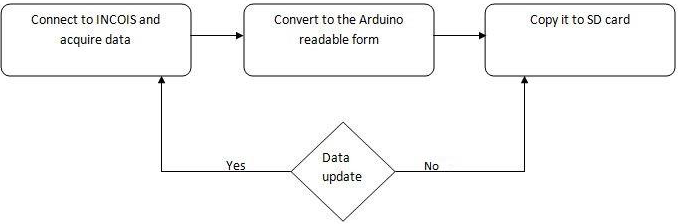 Connect to INCOIS and
acquire data
Convert to the Arduino
readable form
Copy it to SD card
Yes
Data
update
No